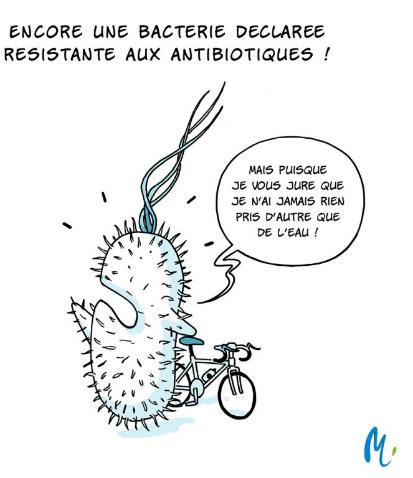 ENCORE UNE BACTERIE DECLAREE
RESISTANTE AUX ANTIBIOTIQUES !
MAIS PUISQUE
JE VOUS JURE QUE
JE N'AI JAMAIS RIEN
PRIS D'AUTRE QUE
DE L'EAU !
M.